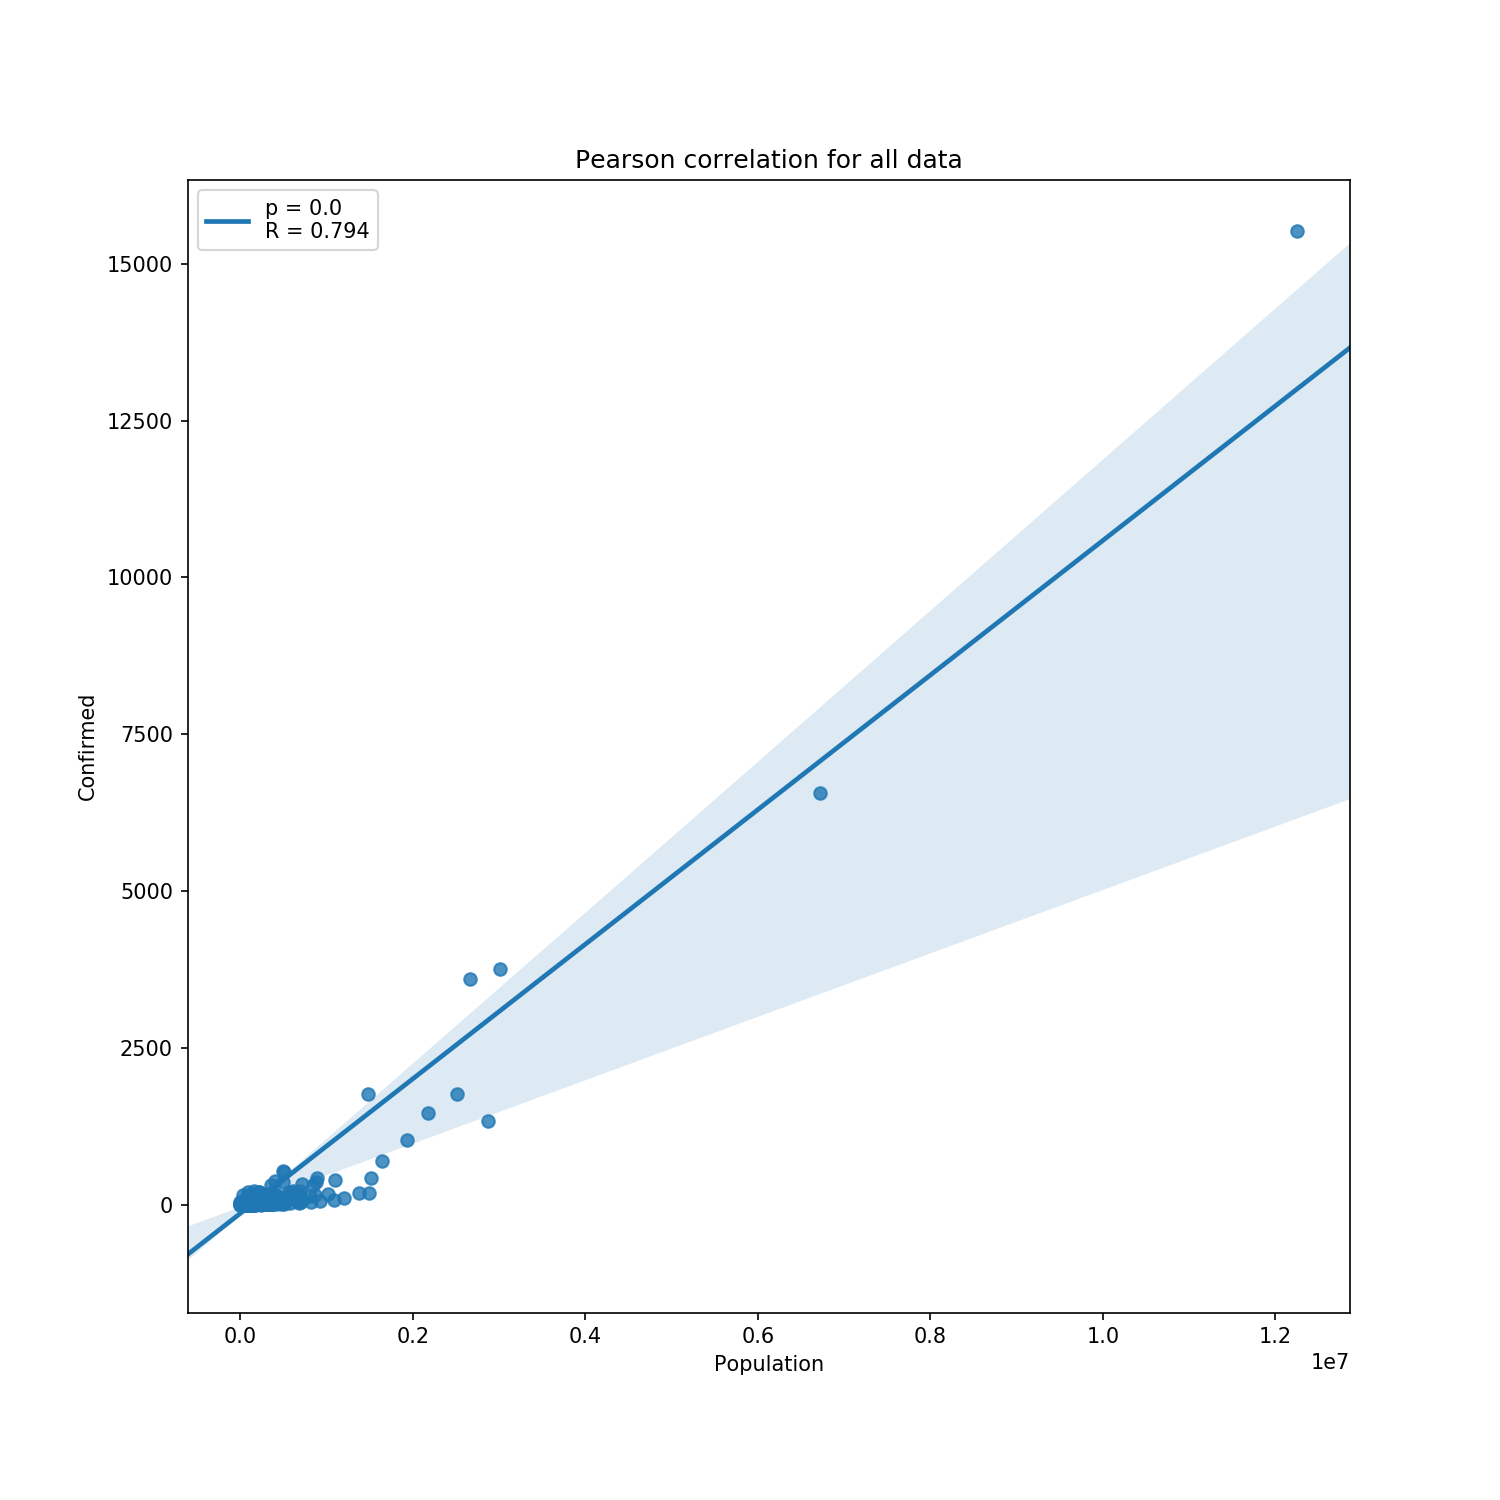 Pearson correlation for all data
p = 0.0
R = 0.794
15000
12500
10000
7500
5000
2500
0
Confirmed
0.0 0.2 0.4 0.6 0.8 1.0 1.2
1e7
Population